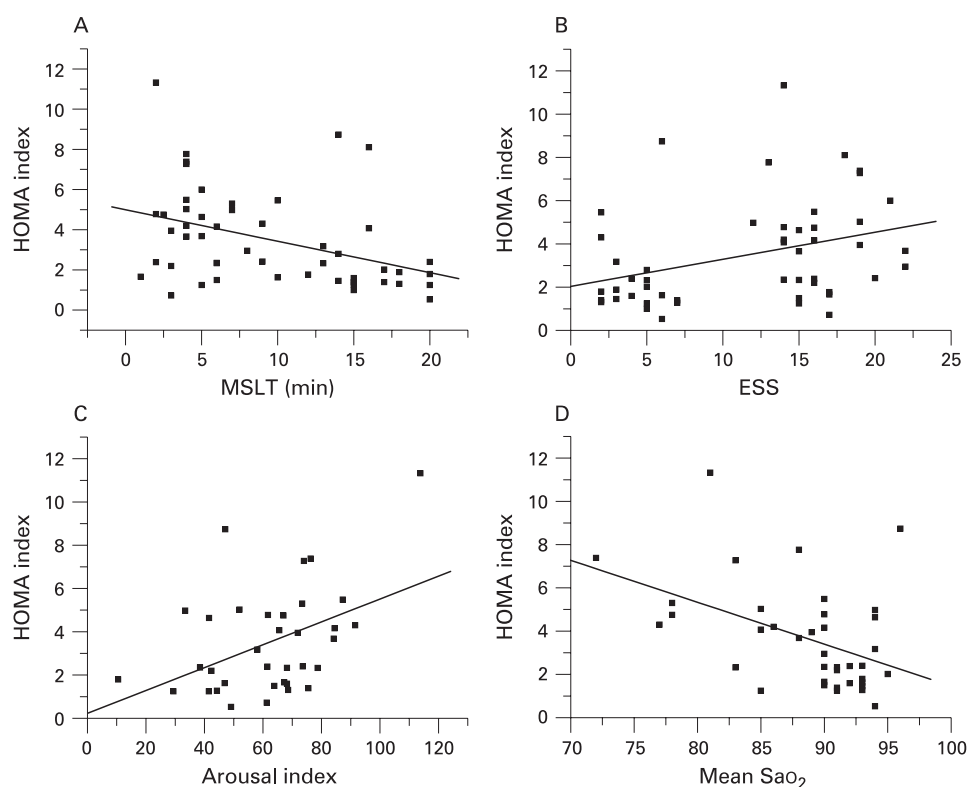 A
HOMA index
12
10
8
6
4
2
0
0 5 10 15 20
MSLT (min)
B
HOMA index
12
10
8
6
4
2
0
0 5 10 15 20 25
ESS
C
HOMA index
12
10
8
6
4
2
0
0 20 40 60 80 100 120
Arousal index
D
HOMA index
12
10
8
6
4
2
0
70 75 80 85 90 95 100
Mean SaO₂